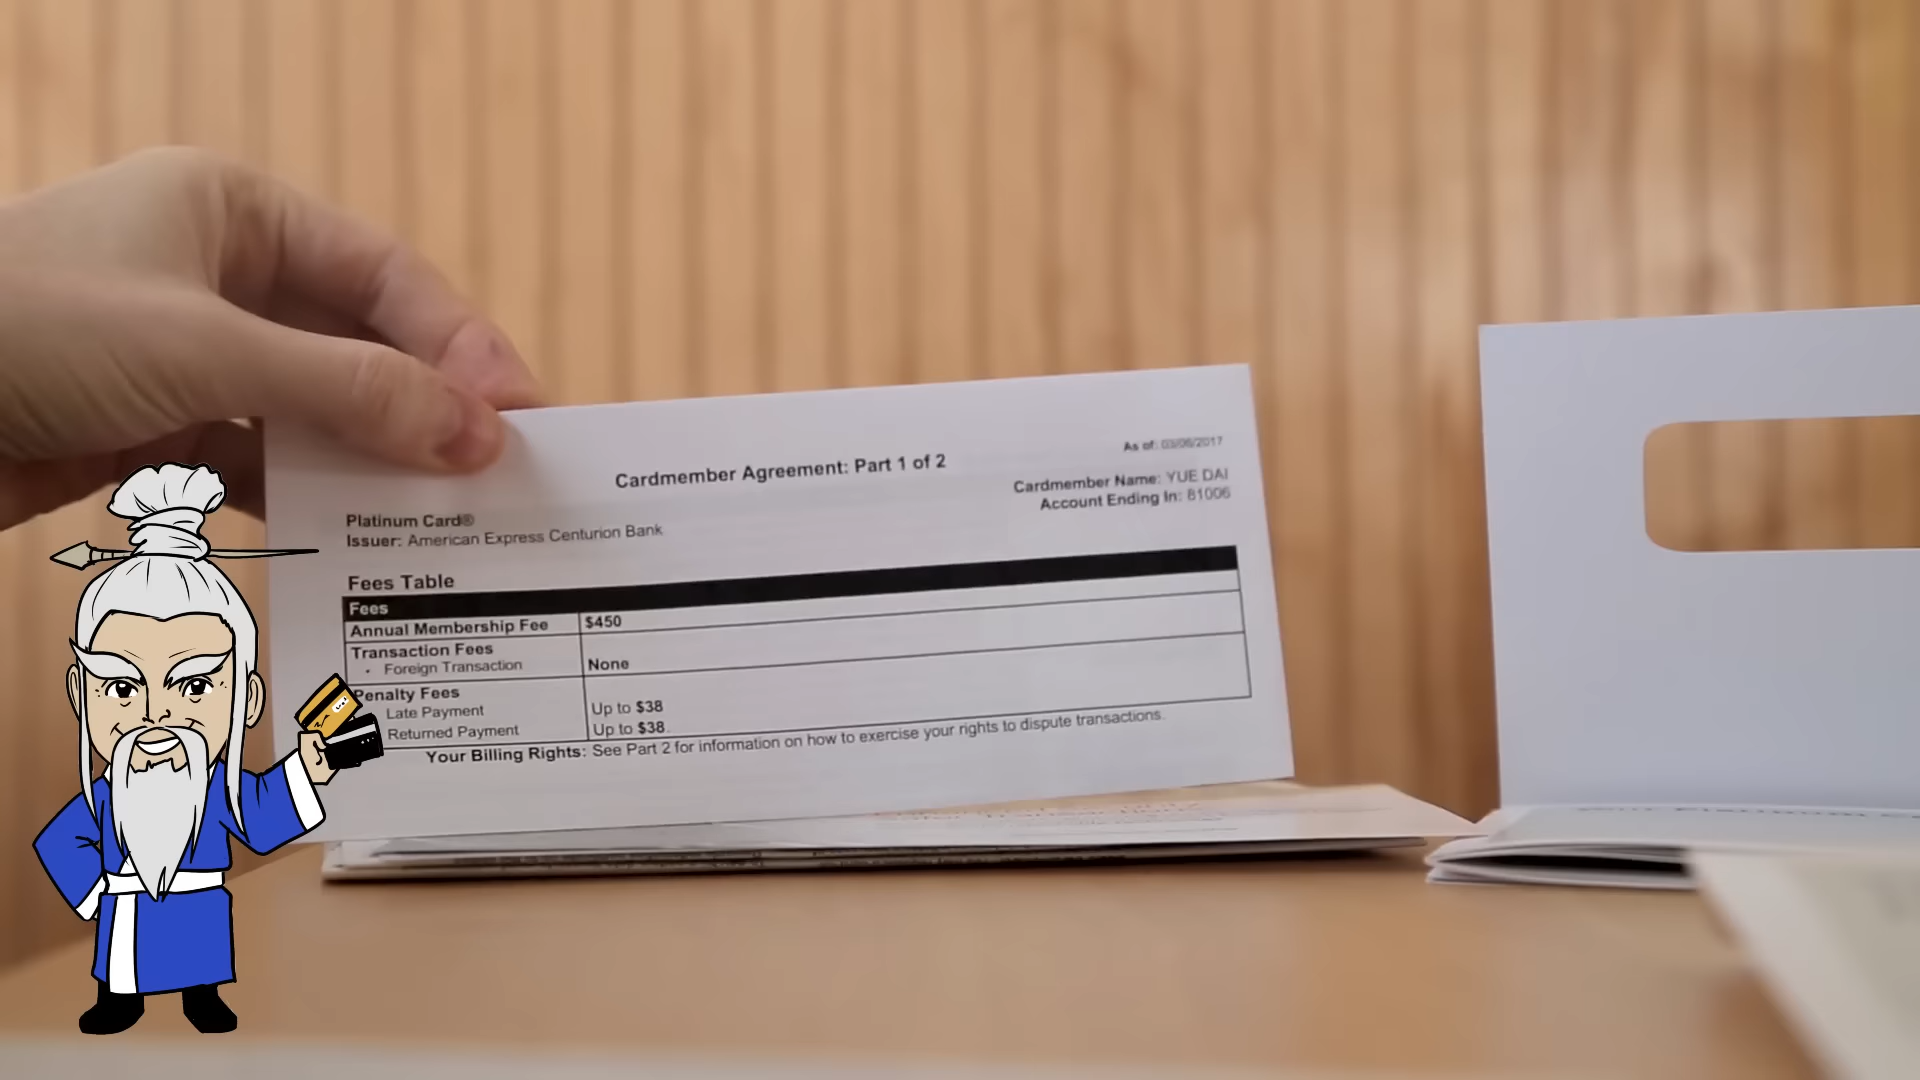 As of: 03/06/2017
Cardmember Agreement: Part 1 of 2
Cardmember Name: YUE DAI
Account Ending In: 81006
Platinum Card®
Issuer: American Express Centurion Bank
Fees Table
Fees
Annual Membership Fee $450
Transaction Fees
• Foreign Transaction None
Penalty Fees
Late Payment Up to $38
Returned Payment Up to $38
Your Billing Rights: See Part 2 for information on how to exercise your rights to dispute transactions.